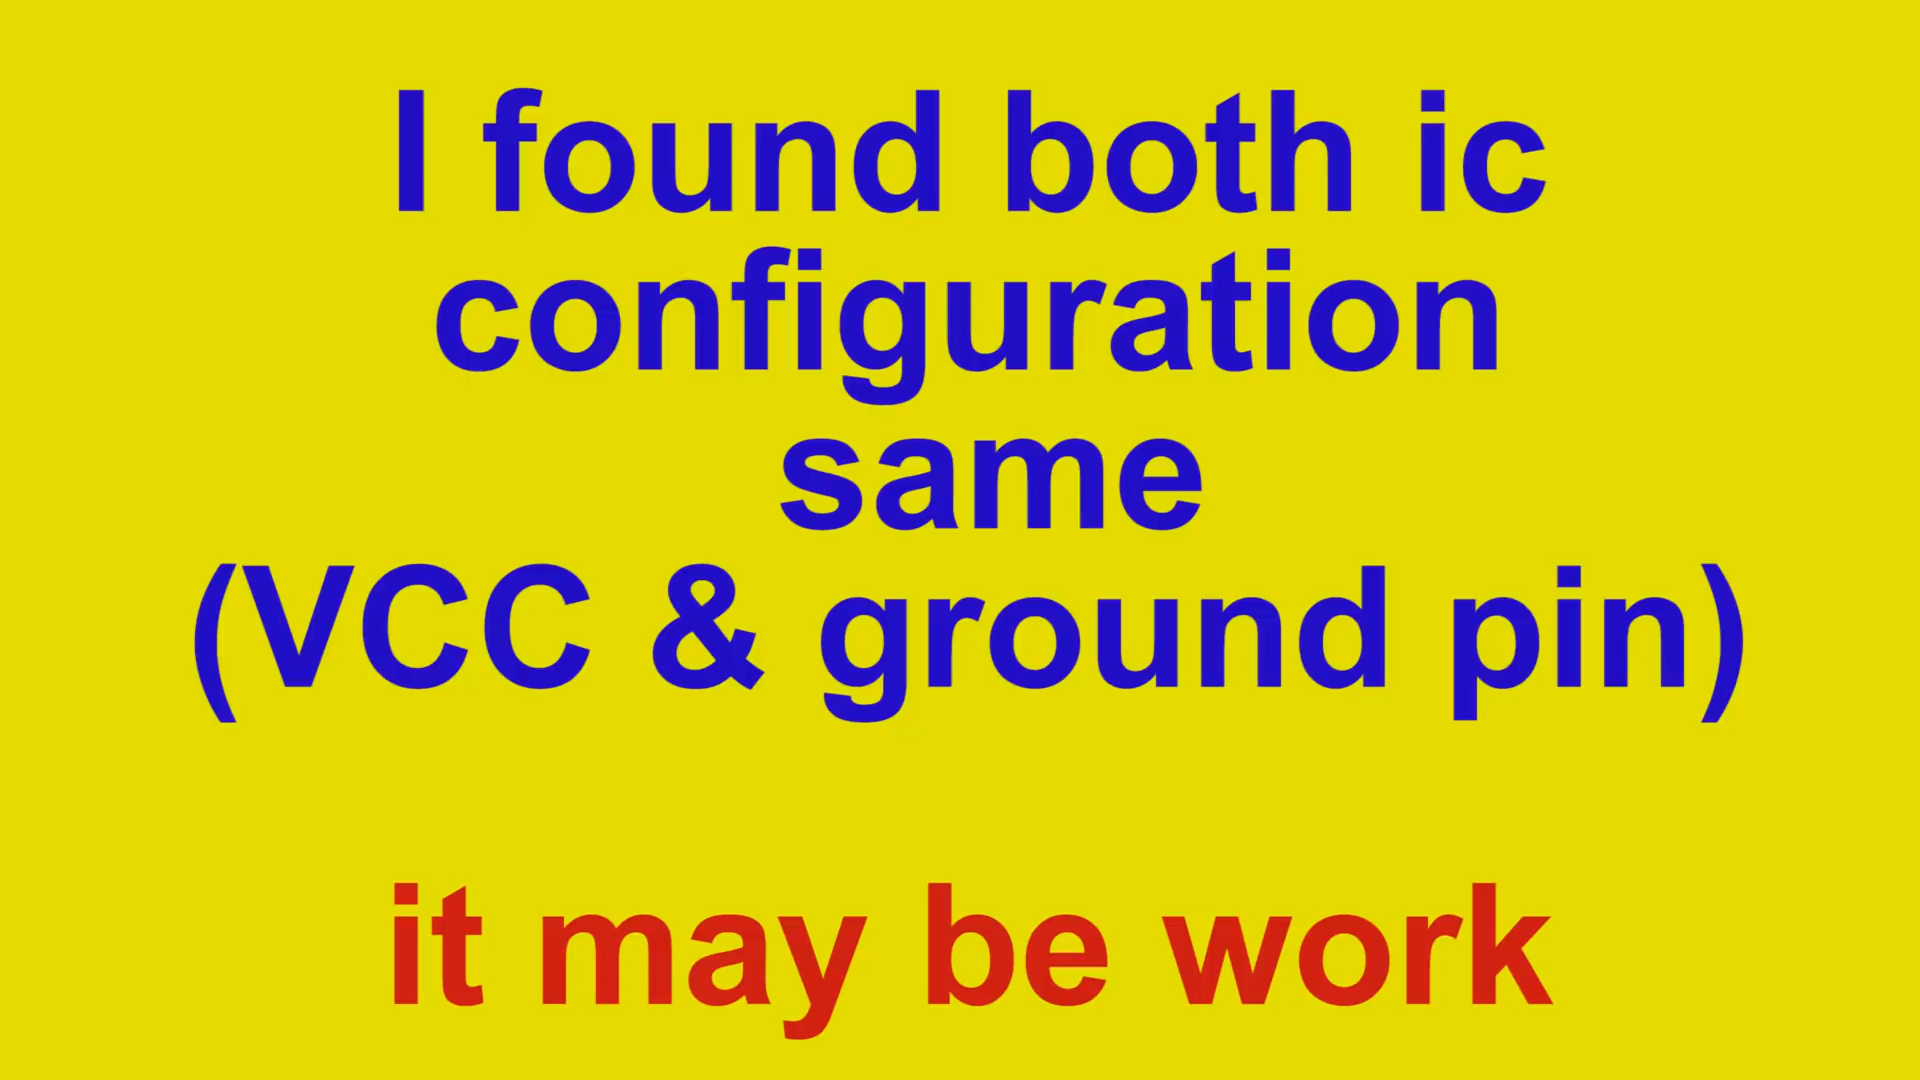 I found both ic
configuration
same
(VCC & ground pin)
it may be work